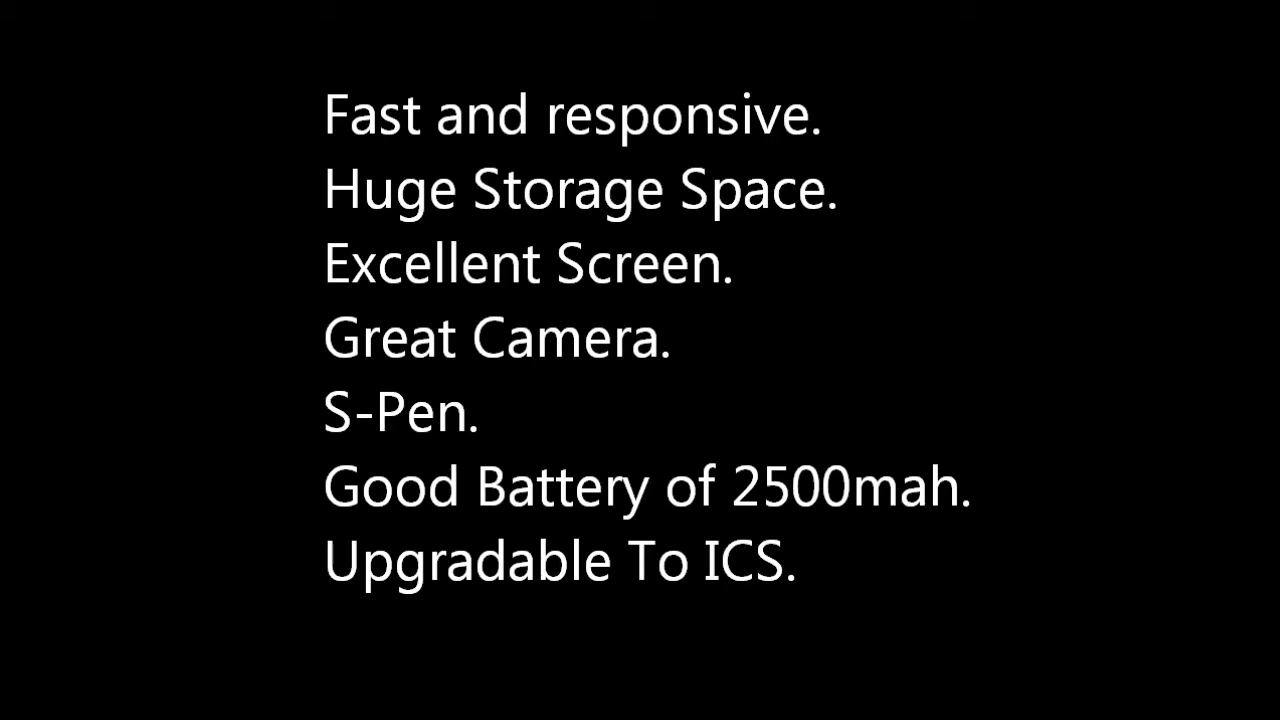 Fast and responsive.
Huge Storage Space.
Excellent Screen.
Great Camera.
S-Pen.
Good Battery of 2500mah.
Upgradable To ICS.